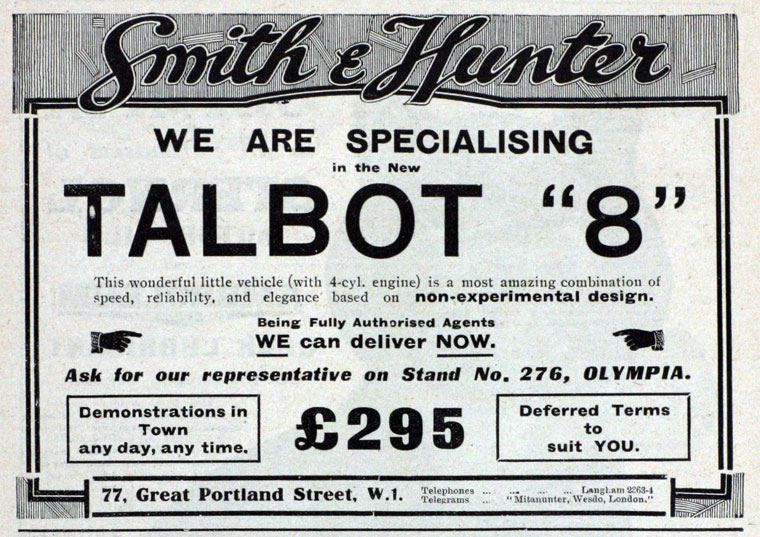 Smith & Hunter
WE ARE SPECIALISING
in the New
TALBOT "8"
This wonderful little vehicle (with 4-cyl. engine) is a most amazing combination of
speed, reliability, and elegance based on non-experimental design.
Being Fully Authorised Agents
WE can deliver NOW.
Ask for our representative on Stand No. 276, OLYMPIA.
Demonstrations in
Town
any day, any time.
£295
Deferred Terms
to
suit YOU.
77, Great Portland Street, W.1.
Telephones ... ... ... ... Langham 2263-4
Telegrams ... "Mitanunter, Wesdo, London."